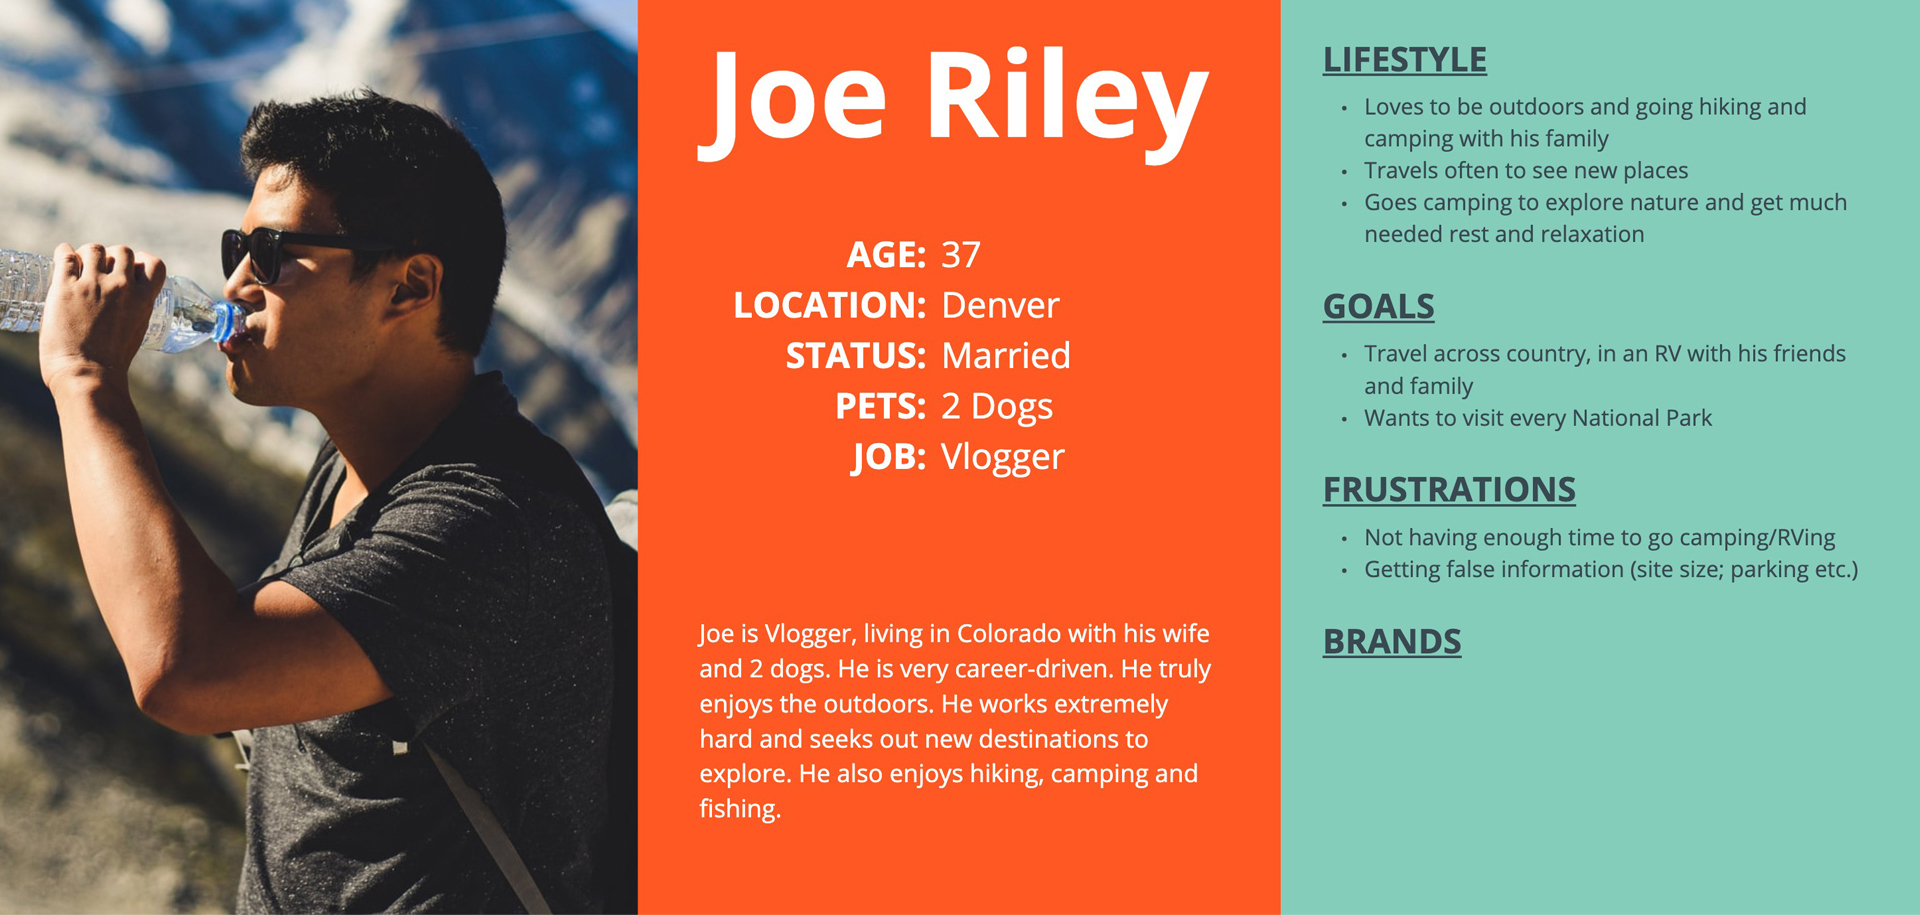 Joe Riley
AGE: 37
LOCATION: Denver
STATUS: Married
PETS: 2 Dogs
JOB: Vlogger
Joe is Vlogger, living in Colorado with his wife
and 2 dogs. He is very career-driven. He truly
enjoys the outdoors. He works extremely
hard and seeks out new destinations to
explore. He also enjoys hiking, camping and
fishing.
LIFESTYLE
• Loves to be outdoors and going hiking and
camping with his family
• Travels often to see new places
• Goes camping to explore nature and get much
needed rest and relaxation
GOALS
• Travel across country, in an RV with his friends
and family
• Wants to visit every National Park
FRUSTRATIONS
• Not having enough time to go camping/RVing
• Getting false information (site size; parking etc.)
BRANDS